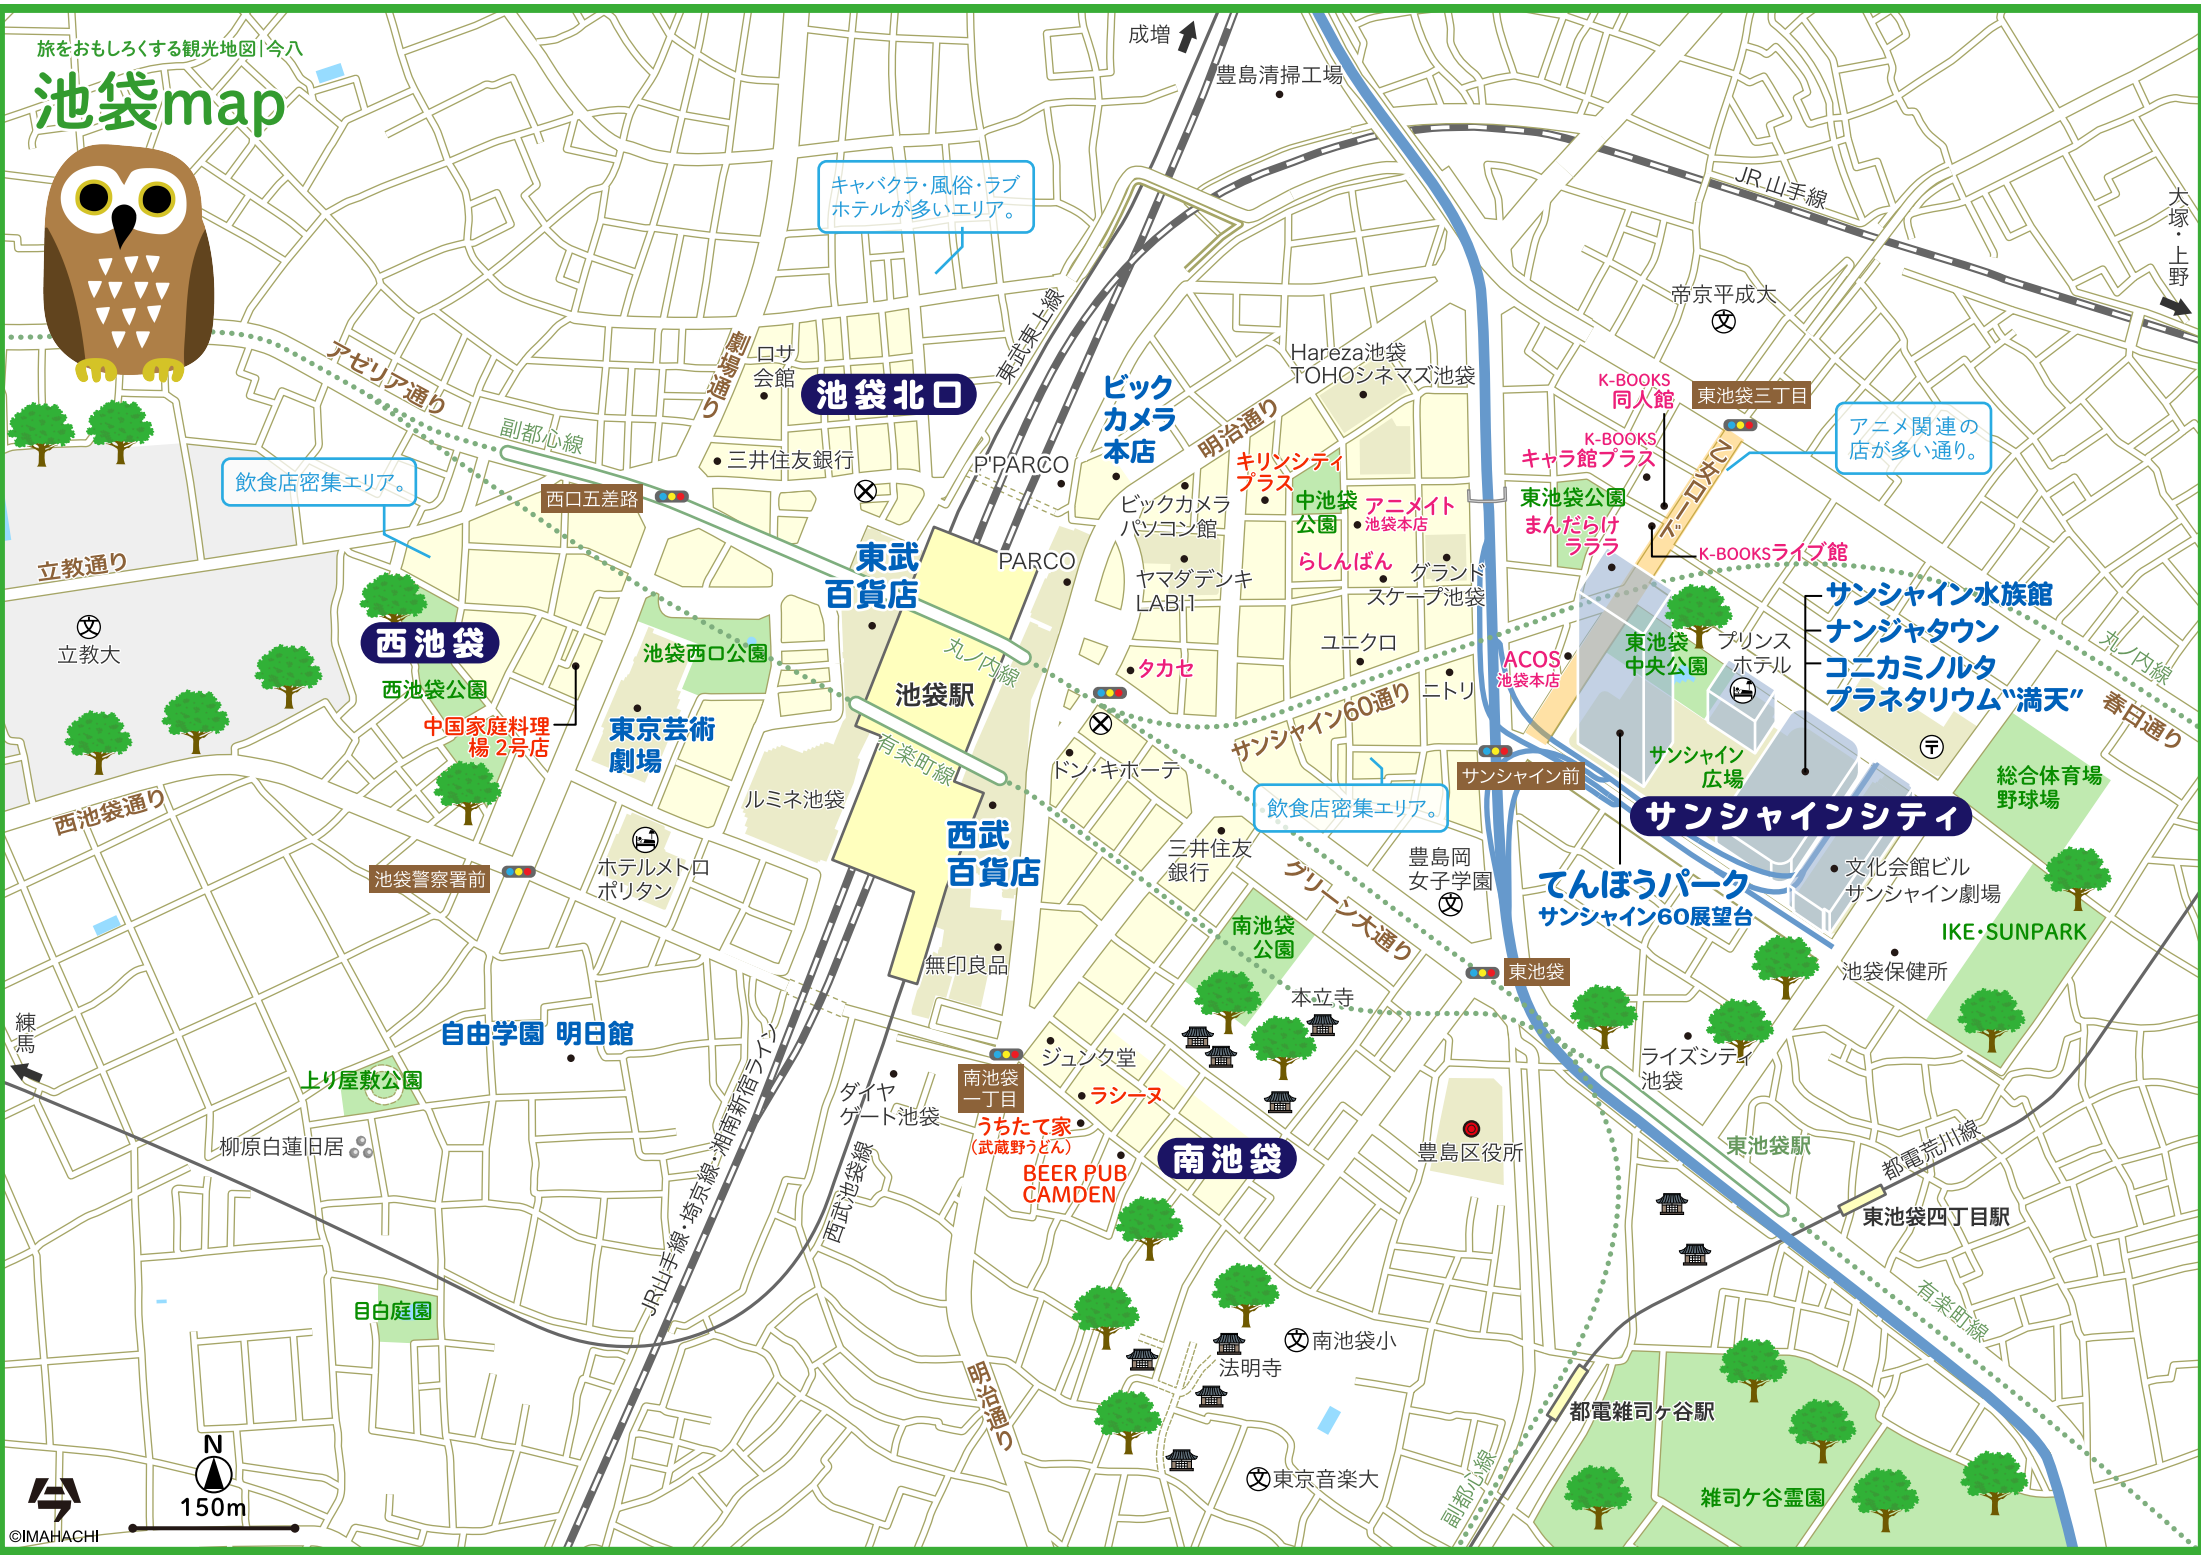 旅をおもしろくする観光地図|今八
池袋map
成増
豊島清掃工場
キャバクラ・風俗・ラブ
ホテルが多いエリア。
JR 山手線
大塚・上野
帝京平成大
文
東武東上線
アゼリア通り
劇場通り
ロサ
会館
池袋北口
副都心線
三井住友銀行
西口五差路
飲食店密集エリア。
立教通り
文
立教大
西池袋
西池袋公園
中国家庭料理
楊 2号店
西池袋通り
池袋警察署前
池袋西口公園
東京芸術
劇場
ルミネ池袋
ホテルメトロ
ポリタン
東武
百貨店
池袋駅
丸ノ内線
有楽町線
西武
百貨店
無印良品
P'PARCO
PARCO
ビック
カメラ
本店
ビックカメラ
パソコン館
ヤマダデンキ
LABI1
タカセ
ドン・キホーテ
明治通り
キリンシティ
プラス
Hareza池袋
TOHOシネマズ池袋
中池袋
公園
アニメイト
池袋本店
らしんばん
グランド
スケープ池袋
ユニクロ
ニトリ
サンシャイン60通り
飲食店密集エリア。
三井住友
銀行
グリーン大通り
豊島岡
女子学園
文
南池袋
公園
本立寺
K-BOOKS
同人館
K-BOOKS
キャラ館プラス
東池袋三丁目
アニメ関連の
店が多い通り。
乙女ロード
東池袋公園
まんだらけ
ラララ
K-BOOKSライブ館
ACOS
池袋本店
東池袋
中央公園
プリンス
ホテル
サンシャイン水族館
ナンジャタウン
コニカミノルタ
プラネタリウム“満天”
丸ノ内線
春日通り
サンシャイン
広場
サンシャイン前
サンシャインシティ
総合体育場
野球場
てんぼうパーク
サンシャイン60展望台
文化会館ビル
サンシャイン劇場
IKE・SUNPARK
池袋保健所
東池袋
ライズシティ
池袋
東池袋駅
都電荒川線
東池袋四丁目駅
有楽町線
練馬
自由学園 明日館
上り屋敷公園
柳原白蓮旧居
目白庭園
JR山手線・埼京線・湘南新宿ライン
西武池袋線
ダイヤ
ゲート池袋
南池袋
一丁目
ジュンク堂
ラシーヌ
うちたて家
(武蔵野うどん)
BEER PUB
CAMDEN
南池袋
豊島区役所
明治通り
法明寺
文南池袋小
文東京音楽大
副都心線
都電雑司ヶ谷駅
雑司ケ谷霊園
N
150m
©IMAHACHI